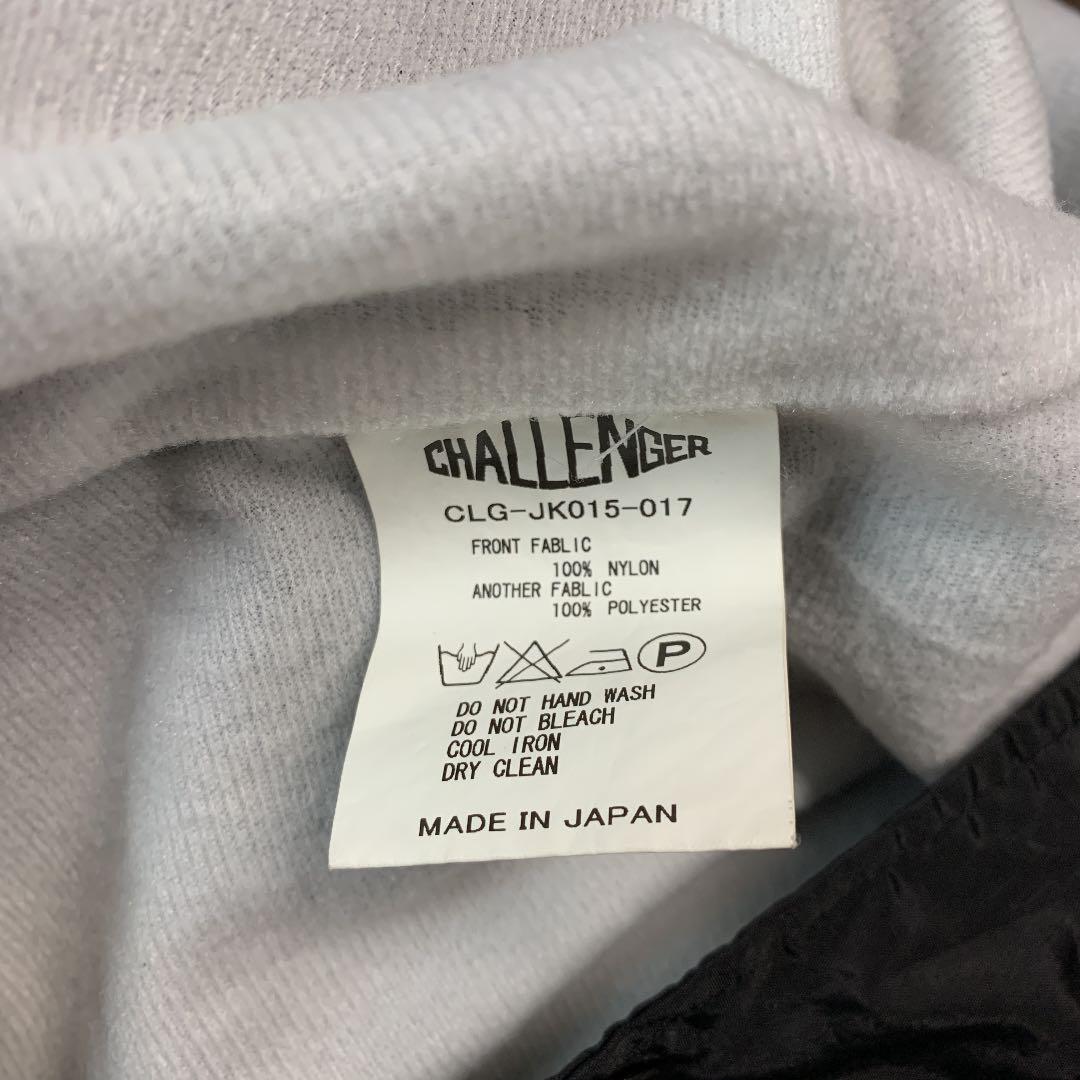 CHALLENGER
CLG-JK015-017
FRONT FABLIC
100% NYLON
ANOTHER FABLIC
100% POLYESTER
P
DO NOT HAND WASH
DO NOT BLEACH
COOL IRON
DRY CLEAN
MADE IN JAPAN